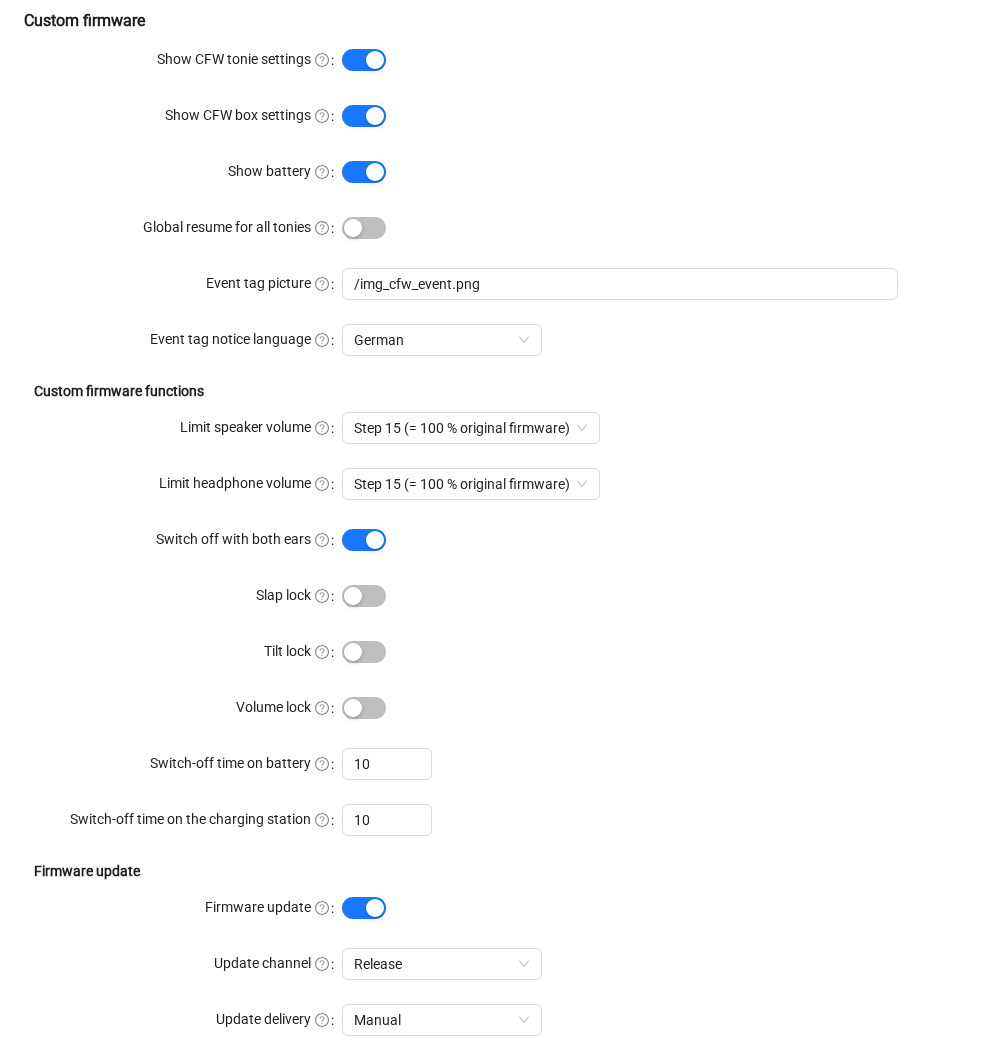 Custom firmware
Show CFW tonie settings ?:
Show CFW box settings ?:
Show battery ?:
Global resume for all tonies ?:
Event tag picture ?: /img_cfw_event.png
Event tag notice language ?: German
Custom firmware functions
Limit speaker volume ?: Step 15 (= 100 % original firmware)
Limit headphone volume ?: Step 15 (= 100 % original firmware)
Switch off with both ears ?:
Slap lock ?:
Tilt lock ?:
Volume lock ?:
Switch-off time on battery ?: 10
Switch-off time on the charging station ?: 10
Firmware update
Firmware update ?:
Update channel ?: Release
Update delivery ?: Manual